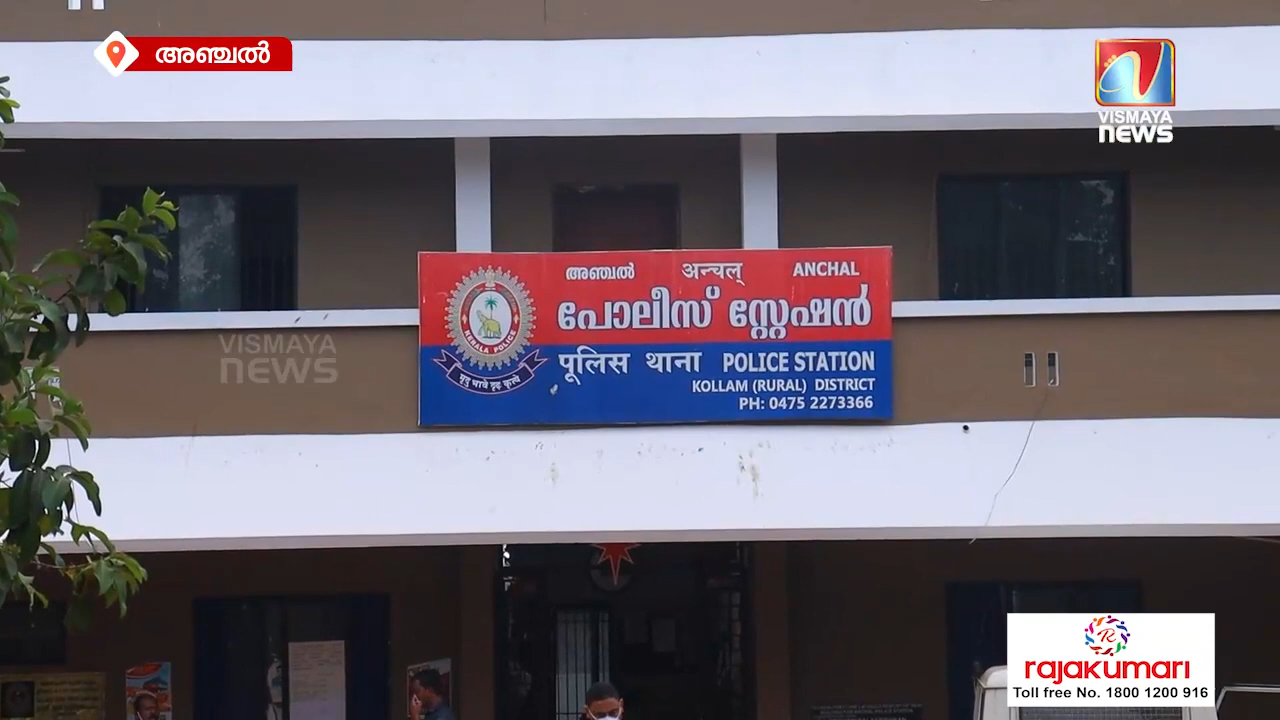 അഞ്ചൽ
VISMAYA
NEWS
അഞ്ചൽ अन्चल् ANCHAL
പോലീസ് സ്റ്റേഷൻ
पूलिस थाना POLICE STATION
KOLLAM (RURAL) DISTRICT
PH: 0475 2273366
KERALA POLICE
मृदु भावे दृढ़ कृत्ये
VISMAYA
NEWS
rajakumari
Toll free No. 1800 1200 916